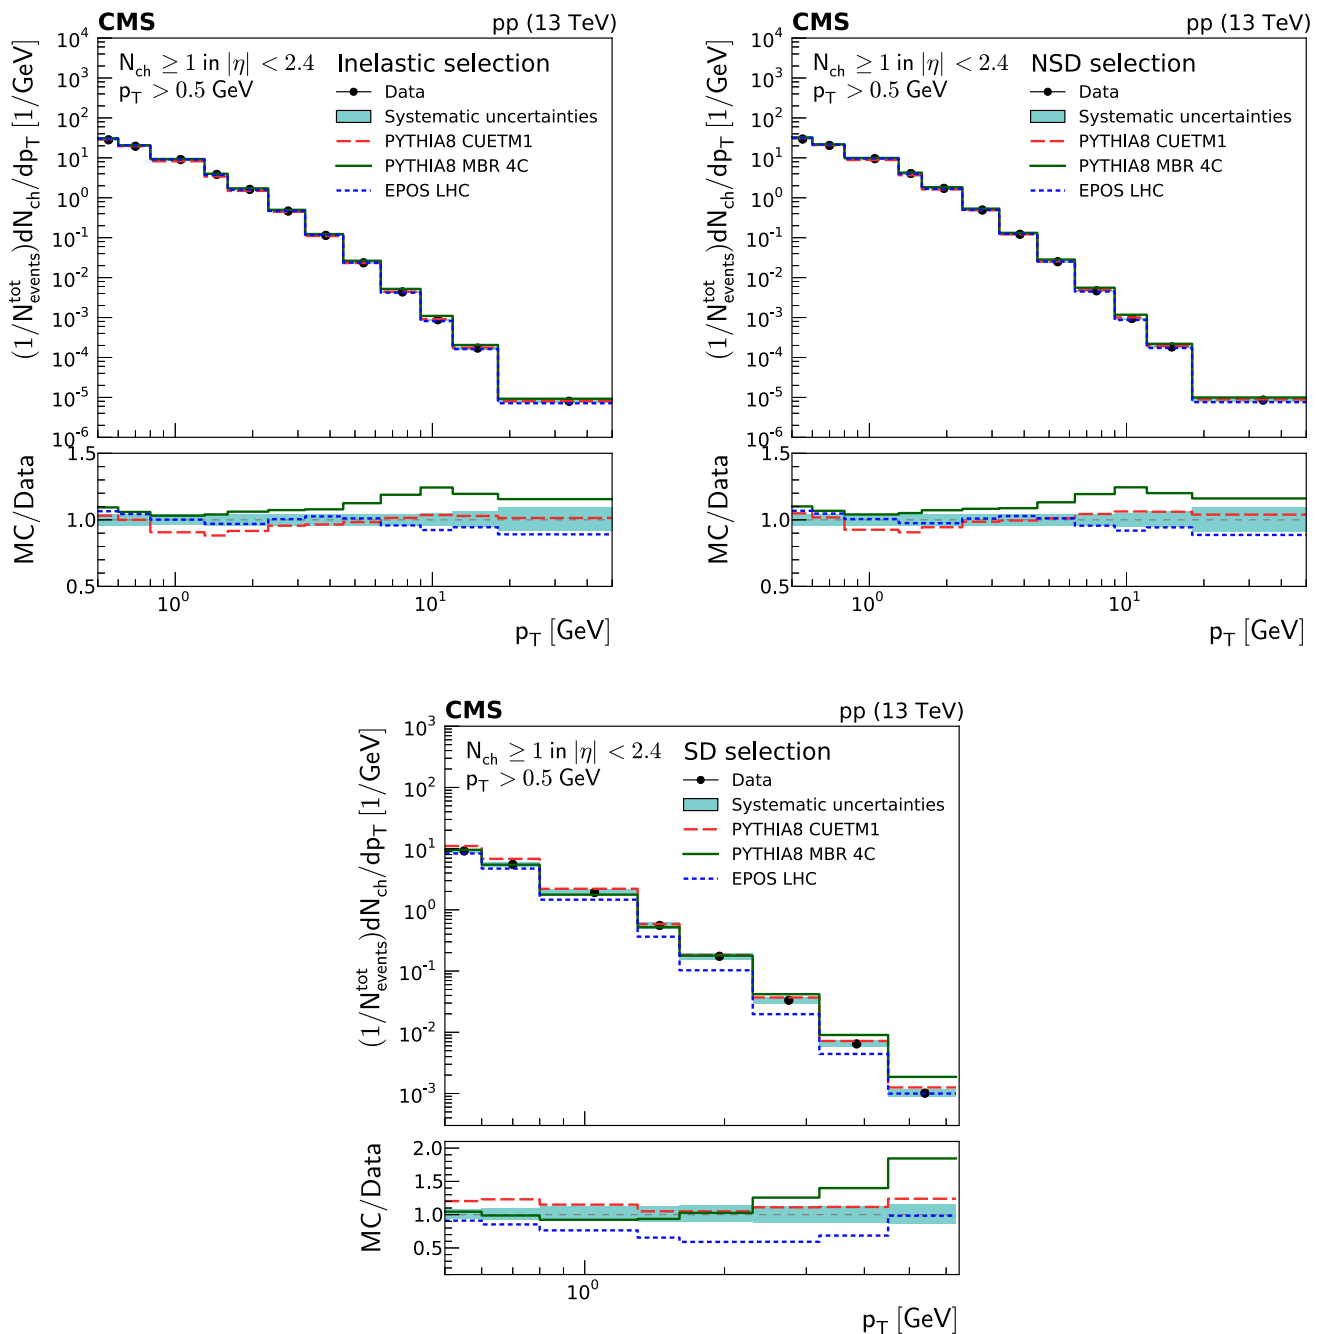 CMS pp (13 TeV)
N_ch ≥ 1 in |η| < 2.4
p_T > 0.5 GeV
Inelastic selection
Data
Systematic uncertainties
PYTHIA8 CUETM1
PYTHIA8 MBR 4C
EPOS LHC
(1/N^tot_events)dN_ch/dp_T [1/GeV]
10^4
10^3
10^2
10^1
10^0
10^-1
10^-2
10^-3
10^-4
10^-5
10^-6
MC/Data
1.5
1.0
0.5
10^0 10^1
p_T [GeV]
CMS pp (13 TeV)
N_ch ≥ 1 in |η| < 2.4
p_T > 0.5 GeV
NSD selection
Data
Systematic uncertainties
PYTHIA8 CUETM1
PYTHIA8 MBR 4C
EPOS LHC
(1/N^tot_events)dN_ch/dp_T [1/GeV]
10^4
10^3
10^2
10^1
10^0
10^-1
10^-2
10^-3
10^-4
10^-5
10^-6
MC/Data
1.5
1.0
0.5
10^0 10^1
p_T [GeV]
CMS pp (13 TeV)
N_ch ≥ 1 in |η| < 2.4
p_T > 0.5 GeV
SD selection
Data
Systematic uncertainties
PYTHIA8 CUETM1
PYTHIA8 MBR 4C
EPOS LHC
(1/N^tot_events)dN_ch/dp_T [1/GeV]
10^3
10^2
10^1
10^0
10^-1
10^-2
10^-3
MC/Data
2.0
1.5
1.0
0.5
10^0
p_T [GeV]